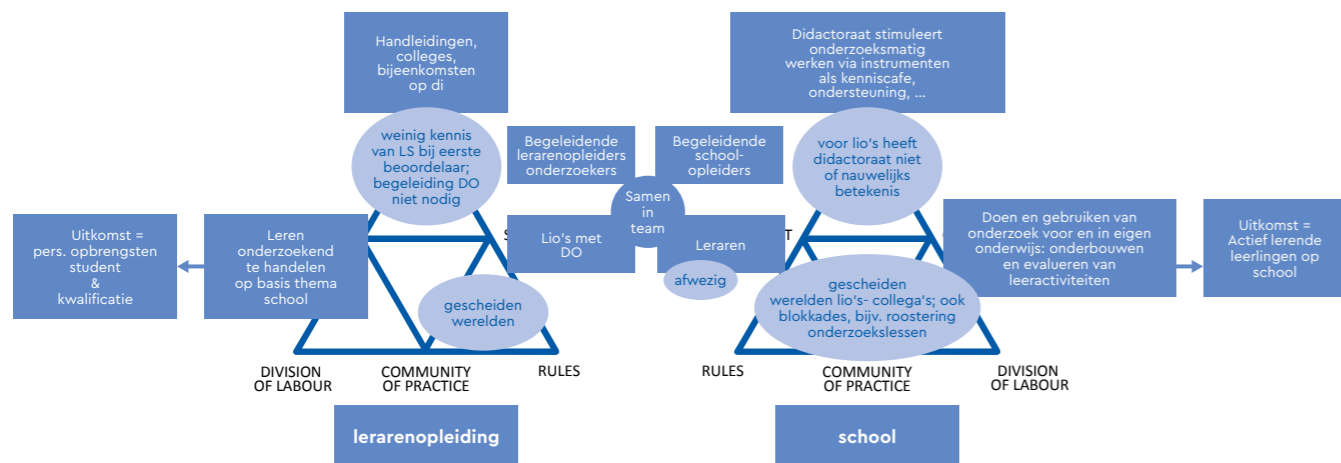 Handleidingen,
colleges,
bijeenkomsten
op di
Didactoraat stimuleert
onderzoeksmatig
werken via instrumenten
als kenniscafe,
ondersteuning, ...
weinig kennis
van LS bij eerste
beoordelaar;
begeleiding DO
niet nodig
Begeleidende
lerarenopleiders
onderzoekers
Begeleidende
school-
opleiders
voor lio's heeft
didactoraat niet
of nauwelijks
betekenis
Samen
in
team
Uitkomst =
pers. opbrengsten
student
&
kwalificatie
Leren
onderzoekend
te handelen
op basis thema
school
Lio's met
DO
Leraren
afwezig
Doen en gebruiken van
onderzoek voor en in eigen
onderwijs: onderbouwen
en evalueren van
leeractiviteiten
Uitkomst =
Actief lerende
leerlingen op
school
gescheiden
werelden
gescheiden
werelden lio's- collega's; ook
blokkades, bijv. roostering
onderzoekslessen
DIVISION
OF LABOUR
COMMUNITY
OF PRACTICE
RULES
RULES
COMMUNITY
OF PRACTICE
DIVISION
OF LABOUR
lerarenopleiding
school